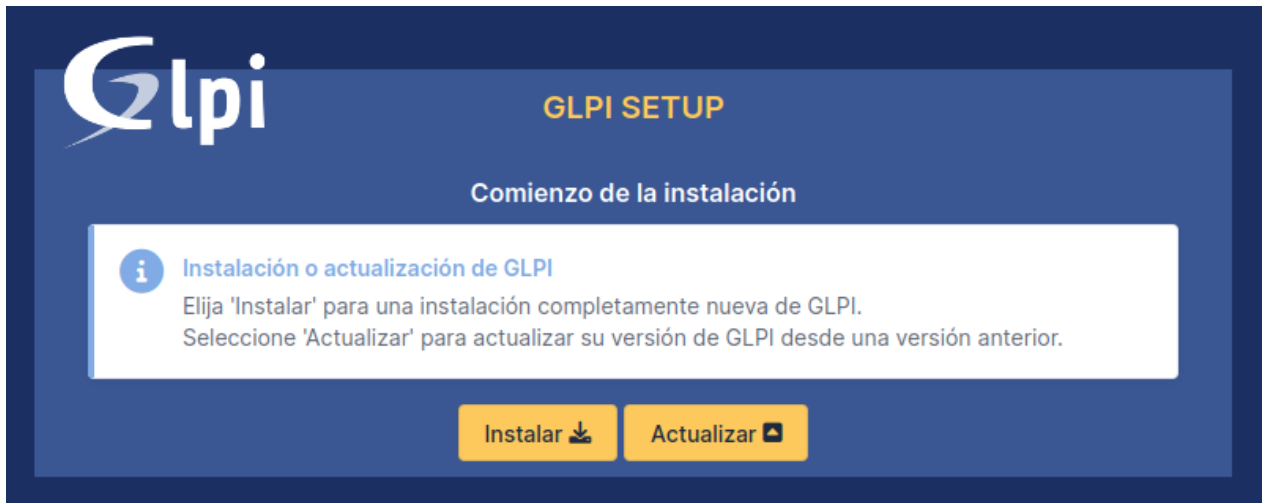 Glpi
GLPI SETUP
Comienzo de la instalación
Instalación o actualización de GLPI
Elija 'Instalar' para una instalación completamente nueva de GLPI.
Seleccione 'Actualizar' para actualizar su versión de GLPI desde una versión anterior.
Instalar
Actualizar